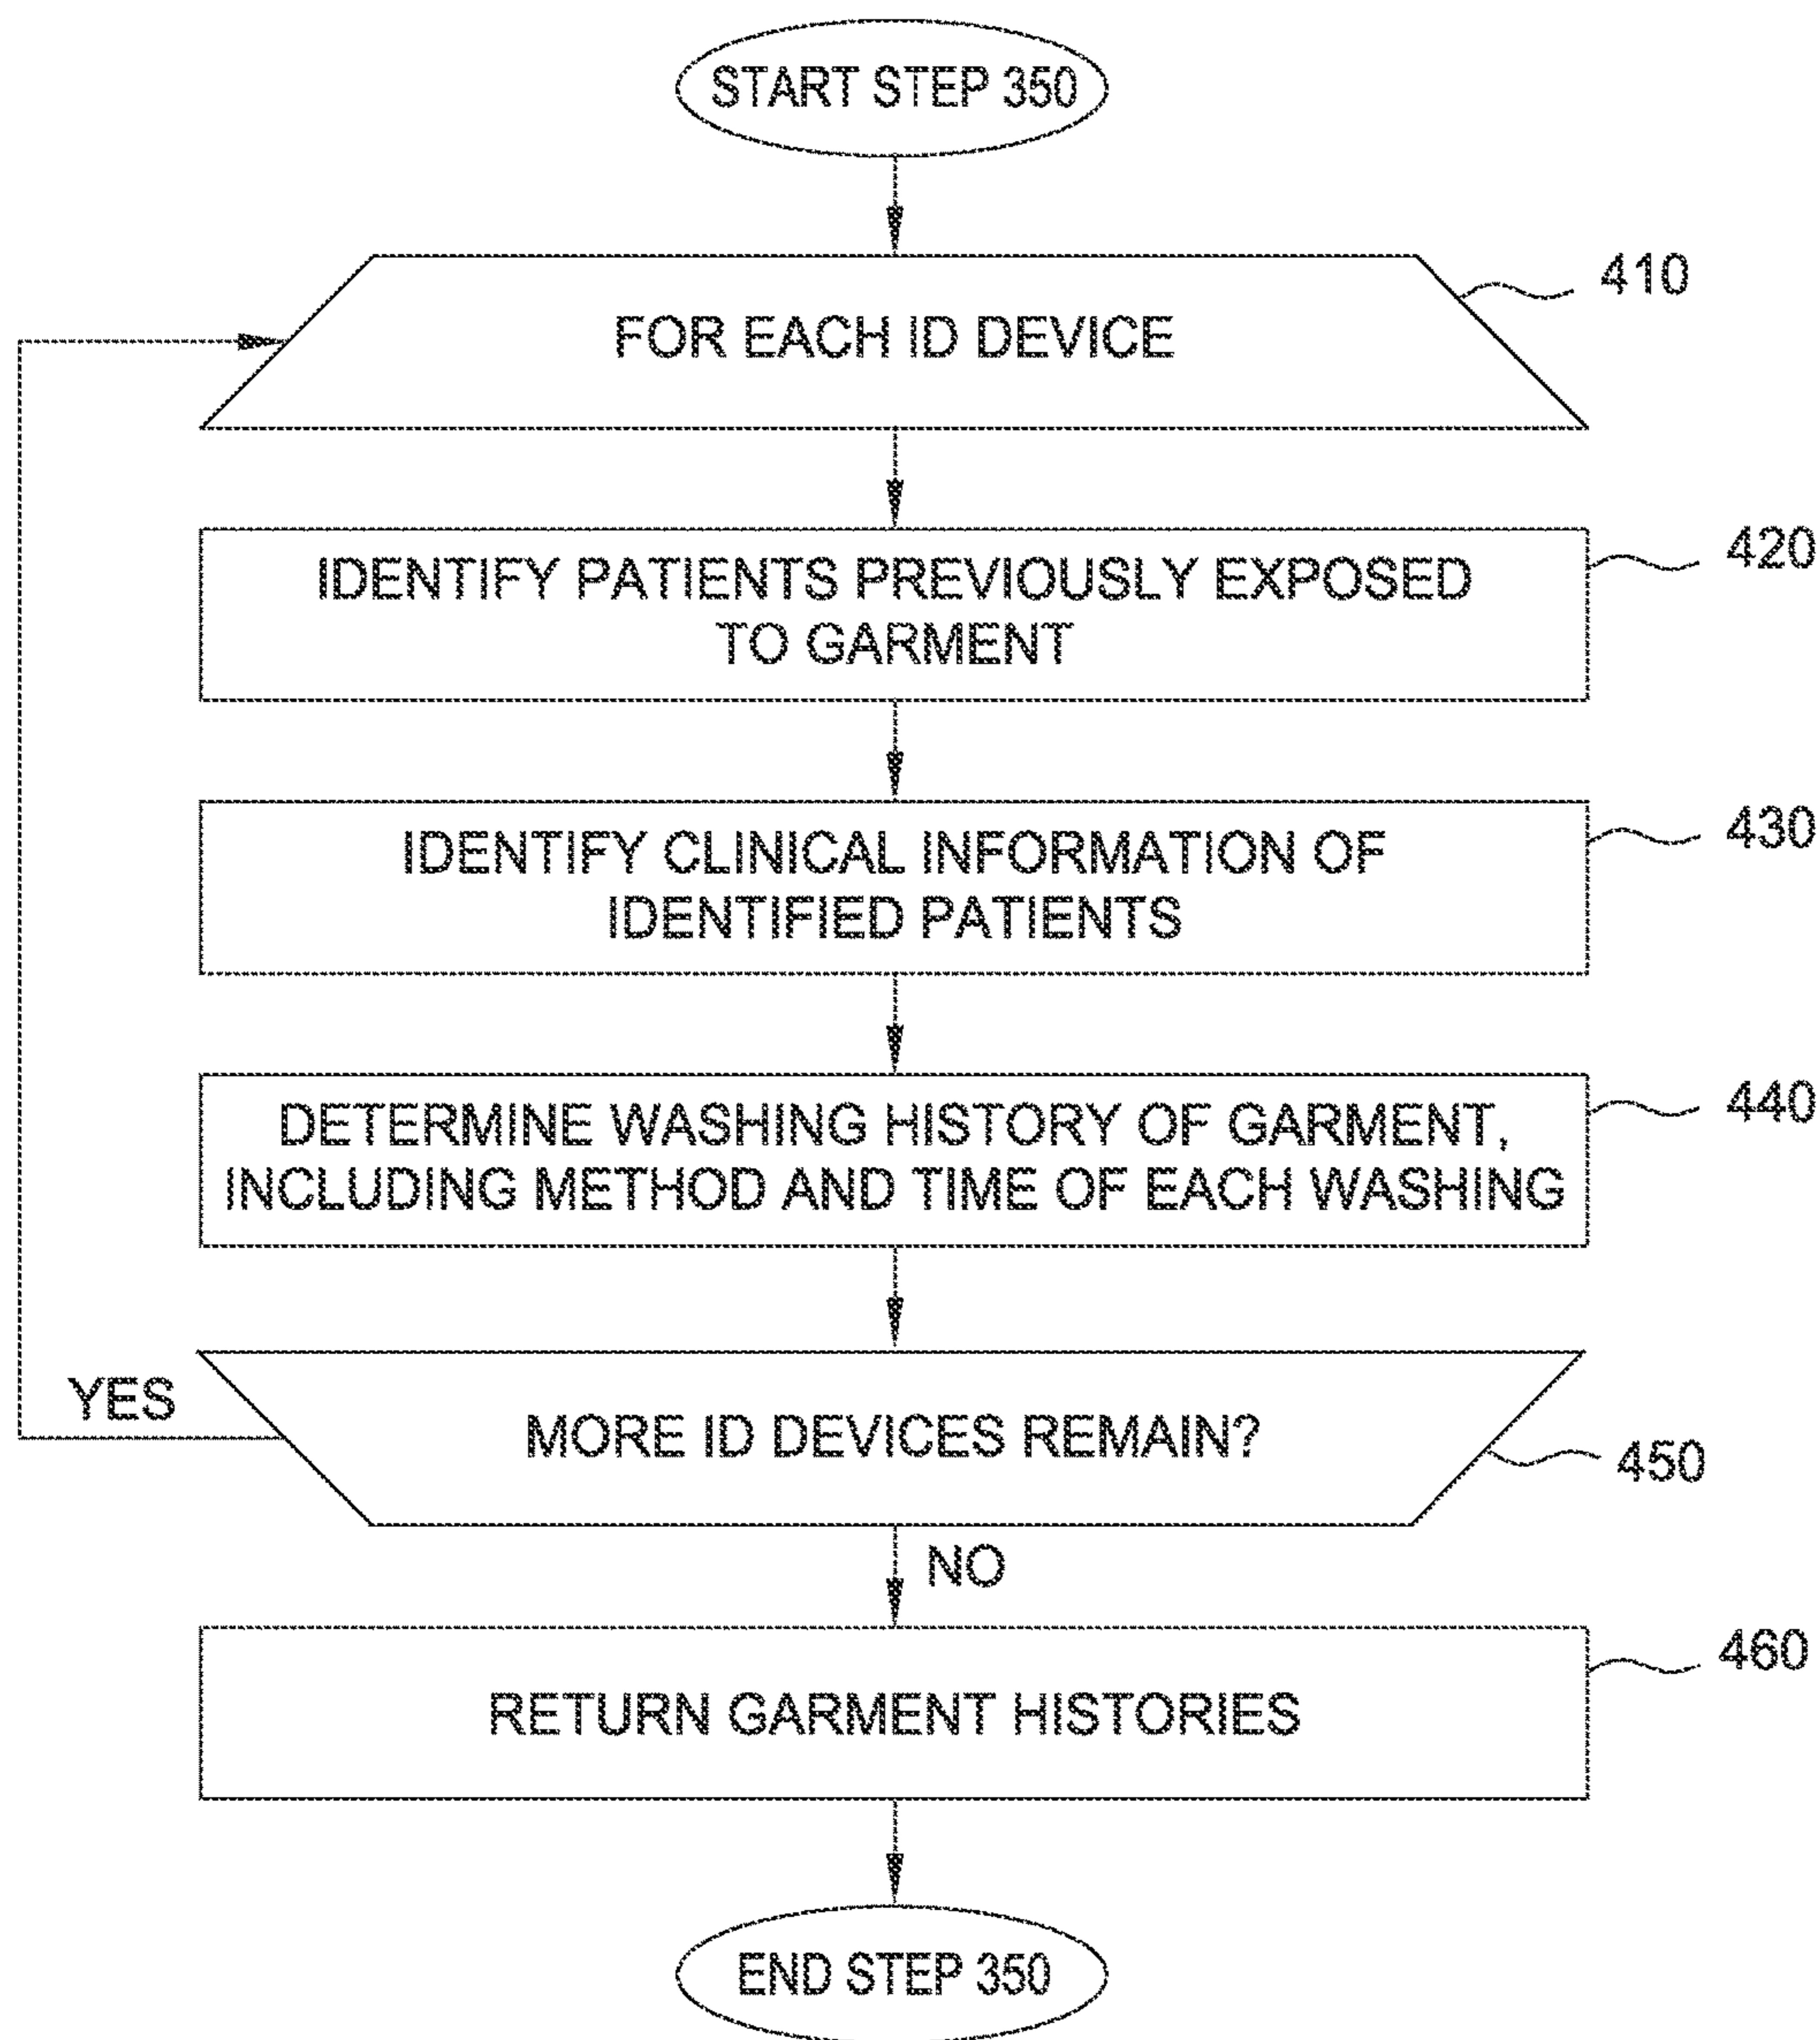 START STEP 350
FOR EACH ID DEVICE
410
IDENTIFY PATIENTS PREVIOUSLY EXPOSED
TO GARMENT
420
IDENTIFY CLINICAL INFORMATION OF
IDENTIFIED PATIENTS
430
DETERMINE WASHING HISTORY OF GARMENT,
INCLUDING METHOD AND TIME OF EACH WASHING
440
YES
MORE ID DEVICES REMAIN?
450
NO
RETURN GARMENT HISTORIES
460
END STEP 350